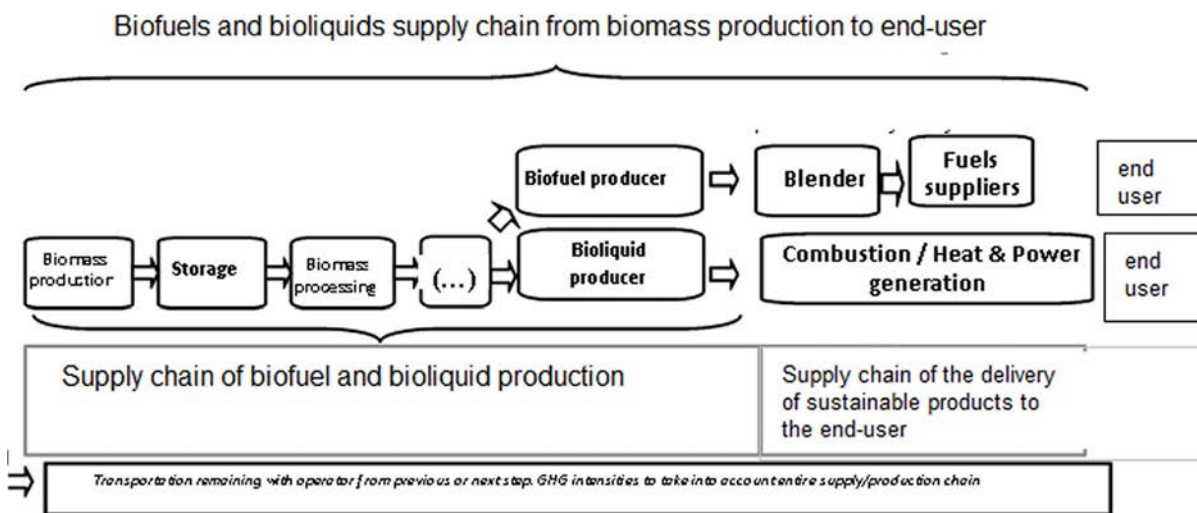 Biofuels and bioliquids supply chain from biomass production to end-user
Biofuel producer
Blender
Fuels
suppliers
end
user
Biomass
production
Storage
Biomass
processing
(...)
Bioliquid
producer
Combustion / Heat & Power
generation
end
user
Supply chain of biofuel and bioliquid production
Supply chain of the delivery
of sustainable products to
the end-user
Transportation remaining with operator from previous or next step. GHG intensities to take into account entire supply/production chain